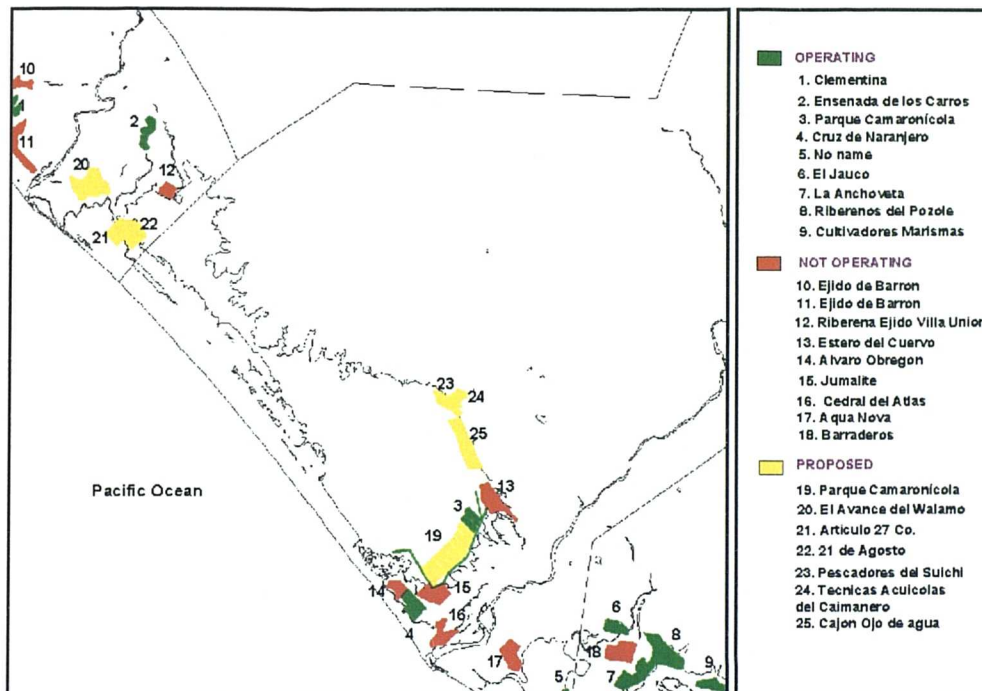 10
1
11
2
20
12
21
22
23
24
25
13
3
19
Pacific Ocean
14
15
16
4
17
6
18
8
7
5
9
OPERATING
1. Clementina
2. Ensenada de los Carros
3. Parque Camaronícola
4. Cruz de Naranjero
5. No name
6. El Jauco
7. La Anchoveta
8. Riberenos del Pozole
9. Cultivadores Marismas
NOT OPERATING
10. Ejido de Barron
11. Ejido de Barron
12. Riberena Ejido Villa Union
13. Estero del Cuervo
14. Alvaro Obregon
15. Jumalite
16. Cedral del Atlas
17. Aqua Nova
18. Barraderos
PROPOSED
19. Parque Camaronícola
20. El Avance del Walamo
21. Articulo 27 Co.
22. 21 de Agosto
23. Pescadores del Suichi
24. Tecnicas Acuicolas
del Caimanero
25. Cajon Ojo de agua